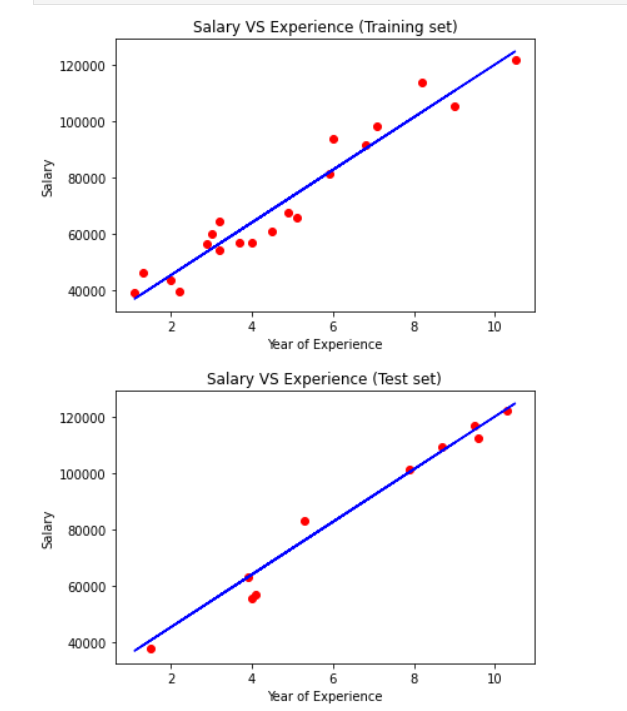 Salary VS Experience (Training set)
120000
100000
80000
60000
40000
Salary
2 4 6 8 10
Year of Experience
Salary VS Experience (Test set)
120000
100000
80000
60000
40000
Salary
2 4 6 8 10
Year of Experience